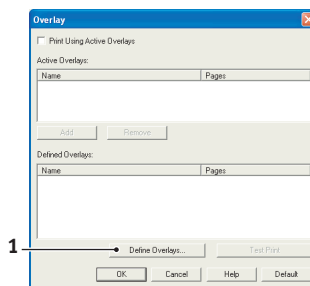 Overlay
Print Using Active Overlays
Active Overlays:
Name Pages
Add Remove
Defined Overlays:
Name Pages
1 Define Overlays... Test Print
OK Cancel Help Default